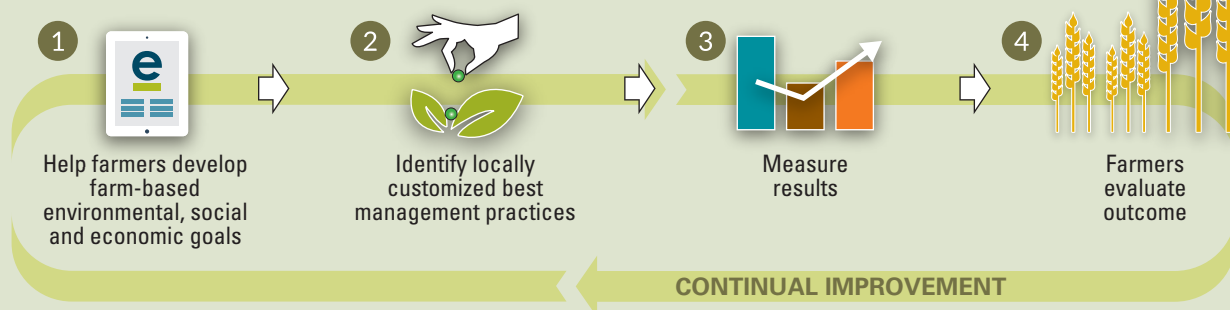 1
e
Help farmers develop
farm-based
environmental, social
and economic goals
2
Identify locally
customized best
management practices
3
Measure
results
4
Farmers
evaluate
outcome
CONTINUAL IMPROVEMENT